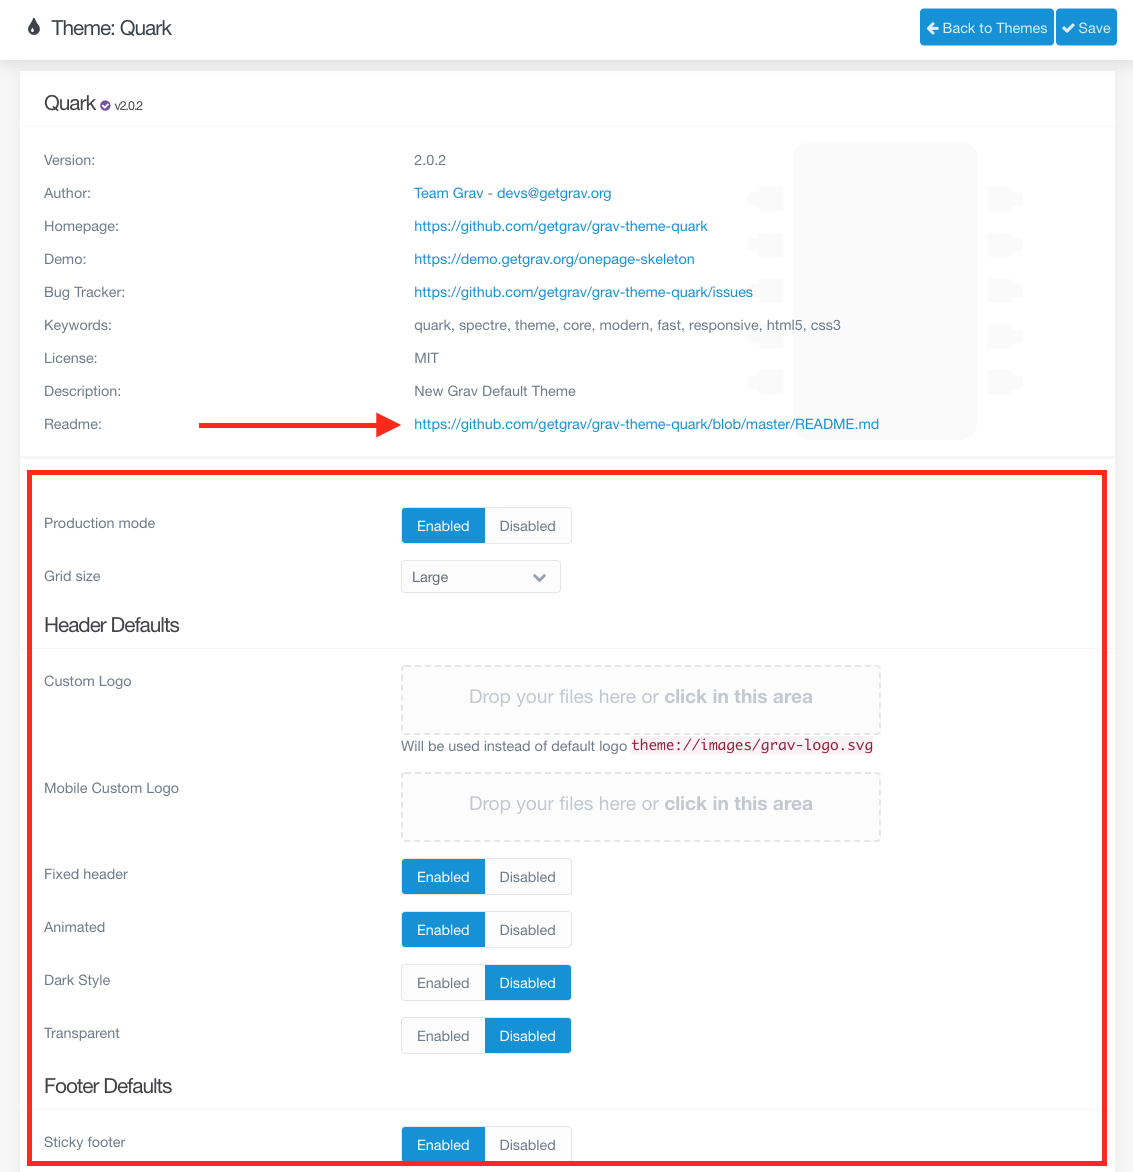 Theme: Quark
Back to Themes
Save
Quark v2.0.2
Version: 2.0.2
Author: Team Grav - devs@getgrav.org
Homepage: https://github.com/getgrav/grav-theme-quark
Demo: https://demo.getgrav.org/onepage-skeleton
Bug Tracker: https://github.com/getgrav/grav-theme-quark/issues
Keywords: quark, spectre, theme, core, modern, fast, responsive, html5, css3
License: MIT
Description: New Grav Default Theme
Readme: https://github.com/getgrav/grav-theme-quark/blob/master/README.md
Production mode Enabled Disabled
Grid size Large
Header Defaults
Custom Logo Drop your files here or click in this area
Will be used instead of default logo theme://images/grav-logo.svg
Mobile Custom Logo Drop your files here or click in this area
Fixed header Enabled Disabled
Animated Enabled Disabled
Dark Style Enabled Disabled
Transparent Enabled Disabled
Footer Defaults
Sticky footer Enabled Disabled